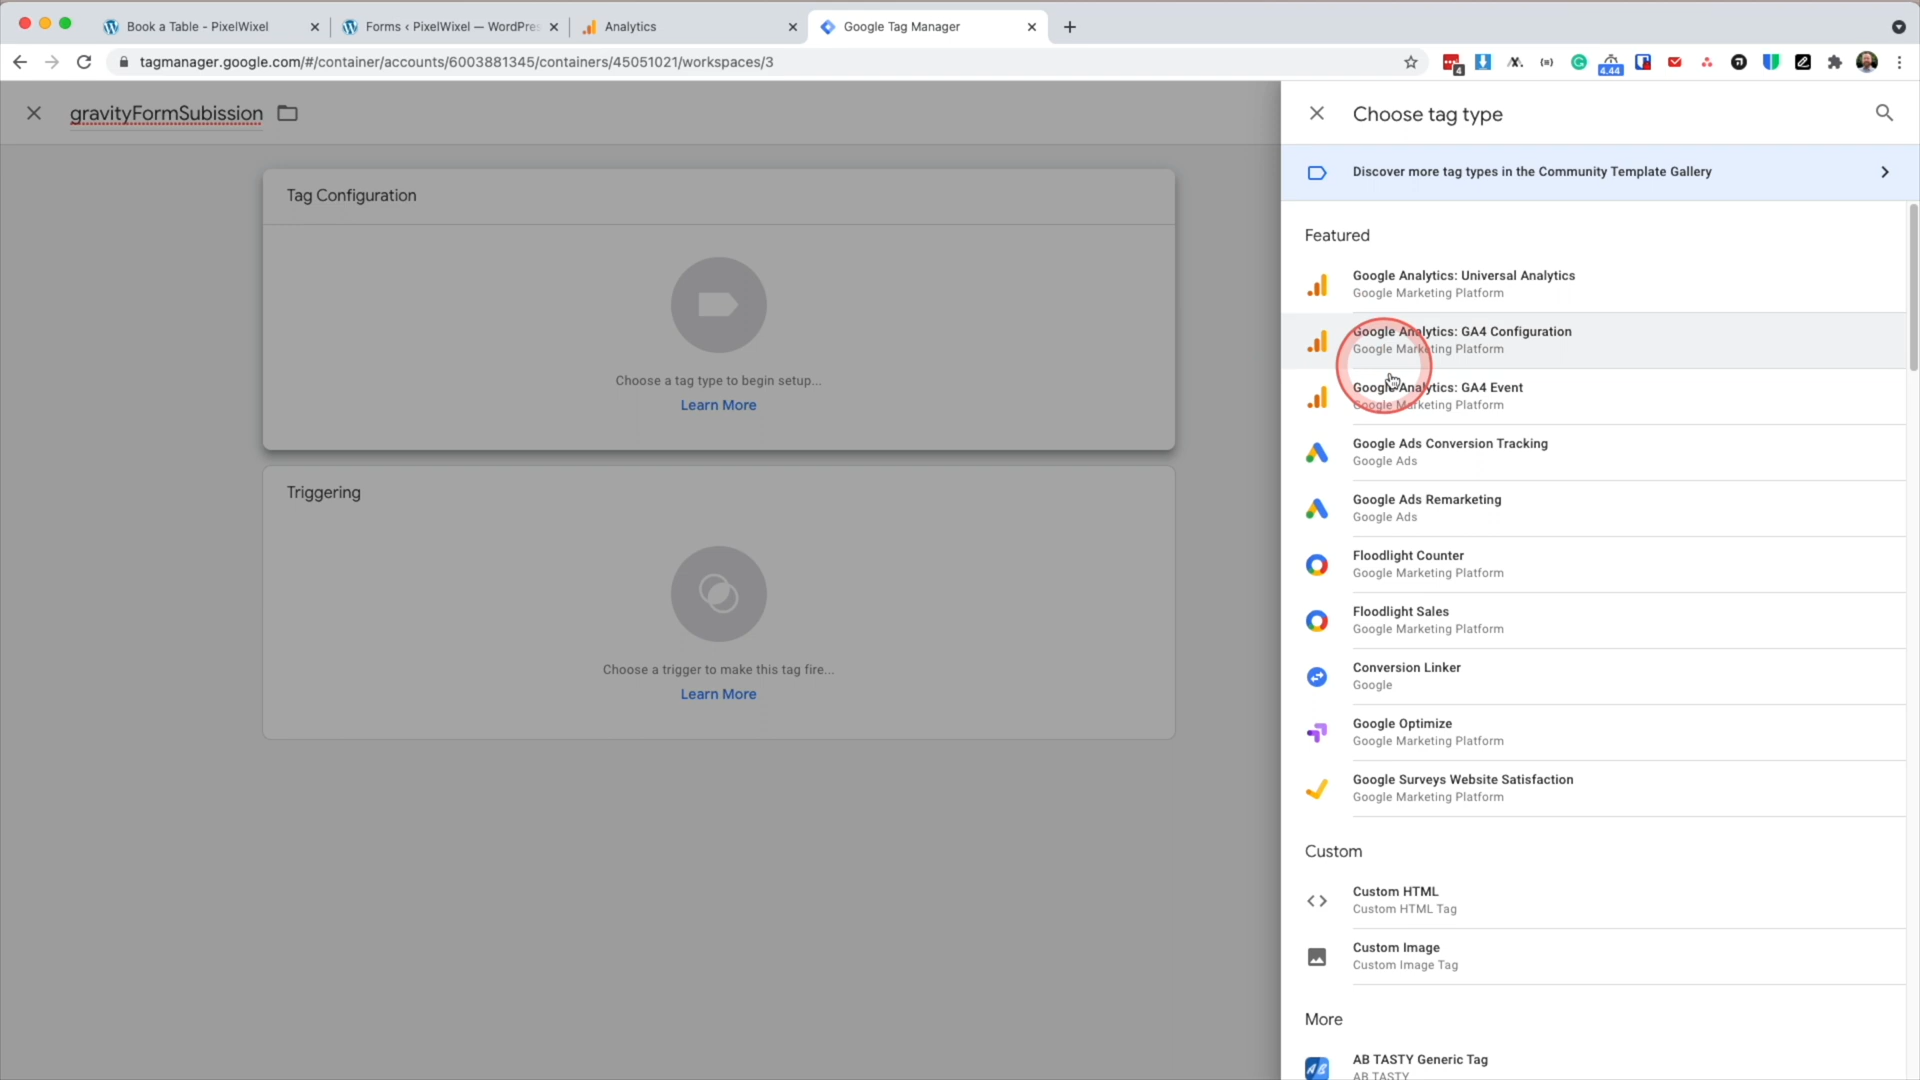 Book a Table - PixelWixel
Forms ‹ PixelWixel — WordPres
Analytics
Google Tag Manager
tagmanager.google.com/#/container/accounts/6003881345/containers/45051021/workspaces/3
4
4.44
gravityFormSubission
Choose tag type
Discover more tag types in the Community Template Gallery
Tag Configuration
Choose a tag type to begin setup...
Learn More
Triggering
Choose a trigger to make this tag fire...
Learn More
Featured
Google Analytics: Universal Analytics
Google Marketing Platform
Google Analytics: GA4 Configuration
Google Marketing Platform
Google Analytics: GA4 Event
Google Marketing Platform
Google Ads Conversion Tracking
Google Ads
Google Ads Remarketing
Google Ads
Floodlight Counter
Google Marketing Platform
Floodlight Sales
Google Marketing Platform
Conversion Linker
Google
Google Optimize
Google Marketing Platform
Google Surveys Website Satisfaction
Google Marketing Platform
Custom
Custom HTML
Custom HTML Tag
Custom Image
Custom Image Tag
More
AB TASTY Generic Tag
AB TASTY